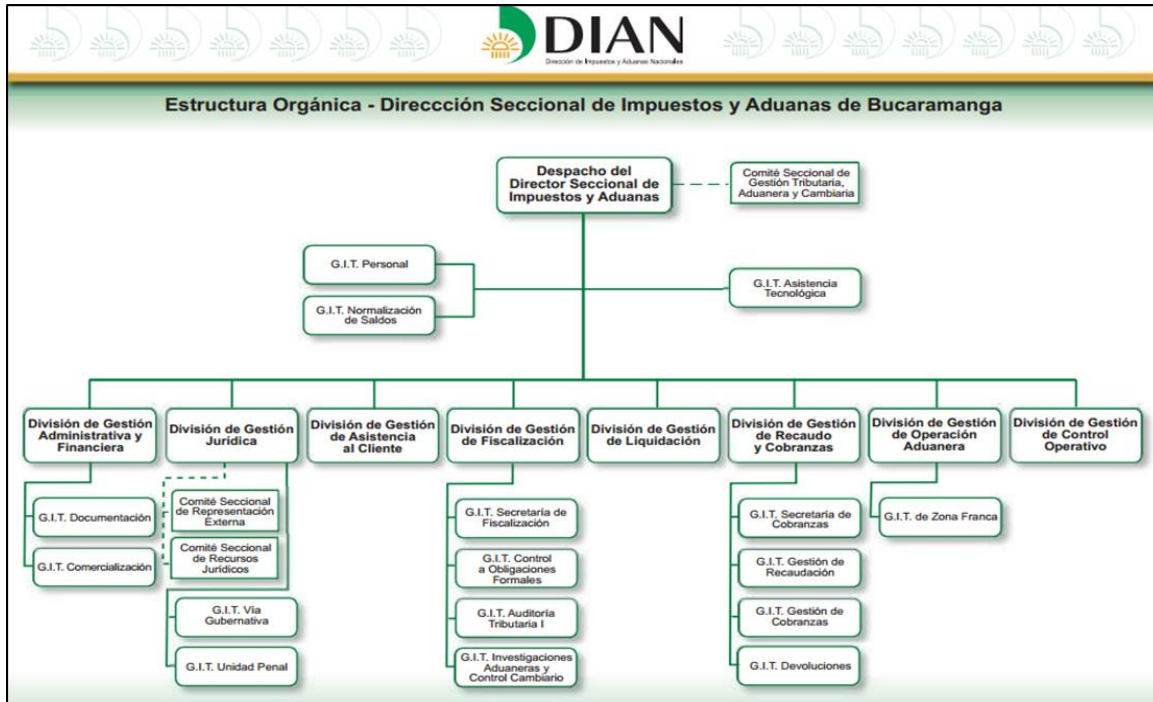 DIAN
Dirección de Impuestos y Aduanas Nacionales
Estructura Orgánica - Direccción Seccional de Impuestos y Aduanas de Bucaramanga
Despacho del
Director Seccional de
Impuestos y Aduanas
Comité Seccional de
Gestión Tributaria,
Aduanera y Cambiaria
G.I.T. Personal
G.I.T. Normalización
de Saldos
G.I.T. Asistencia
Tecnológica
División de Gestión
Administrativa y
Financiera
División de Gestión
Jurídica
División de Gestión
de Asistencia
al Cliente
División de Gestión
de Fiscalización
División de Gestión
de Liquidación
División de Gestión
de Recaudo
y Cobranzas
División de Gestión
de Operación
Aduanera
División de Gestión
de Control
Operativo
G.I.T. Documentación
G.I.T. Comercialización
Comité Seccional
de Representación
Externa
Comité Seccional
de Recursos
Jurídicos
G.I.T. Vía
Gubernativa
G.I.T. Unidad Penal
G.I.T. Secretaría de
Fiscalización
G.I.T. Control
a Obligaciones
Formales
G.I.T. Auditoría
Tributaria I
G.I.T. Investigaciones
Aduaneras y
Control Cambiario
G.I.T, Secretaría de
Cobranzas
G.I.T. Gestión de
Recaudación
G.I.T. Gestión de
Cobranzas
G.I.T. Devoluciones
G.I.T. de Zona Franca